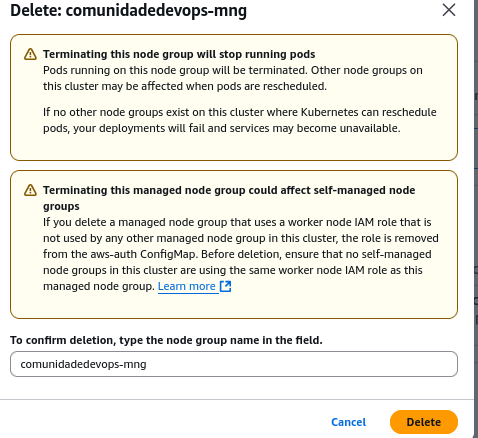 Delete: comunidadedevops-mng
Terminating this node group will stop running pods
Pods running on this node group will be terminated. Other node groups on
this cluster may be affected when pods are rescheduled.
If no other node groups exist on this cluster where Kubernetes can reschedule
pods, your deployments will fail and services may become unavailable.
Terminating this managed node group could affect self-managed node
groups
If you delete a managed node group that uses a worker node IAM role that is
not used by any other managed node group in this cluster, the role is removed
from the aws-auth ConfigMap. Before deletion, ensure that no self-managed
node groups in this cluster are using the same worker node IAM role as this
managed node group. Learn more
To confirm deletion, type the node group name in the field.
comunidadedevops-mng
Cancel
Delete